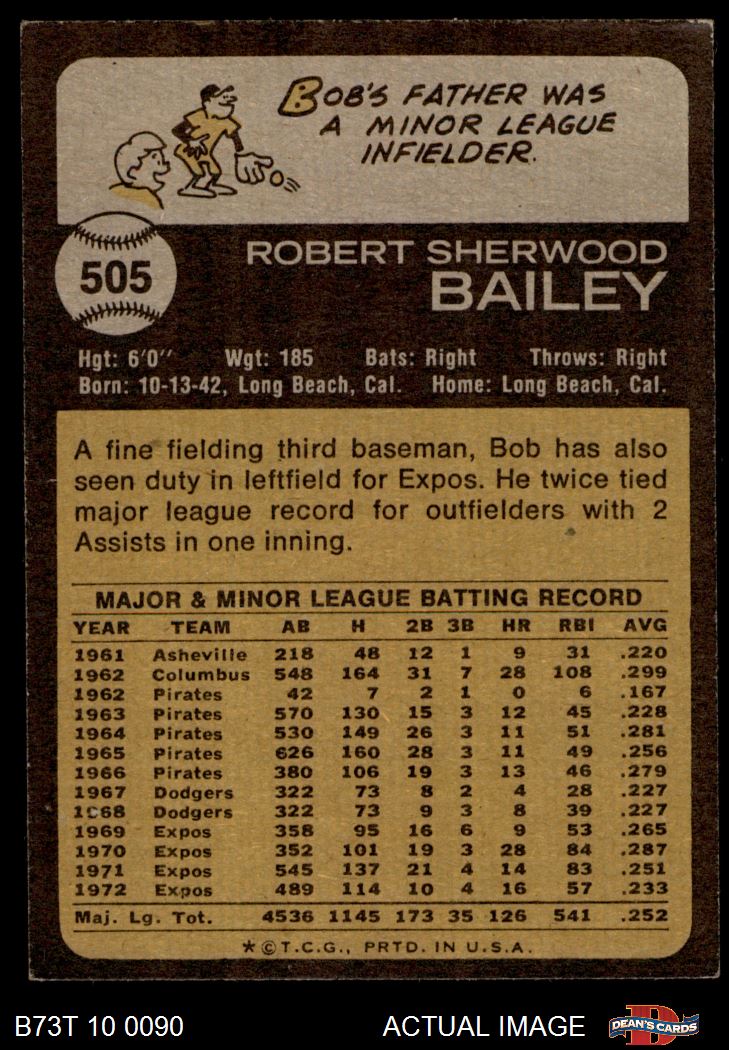 BOB'S FATHER WAS
A MINOR LEAGUE
INFIELDER.
505
ROBERT SHERWOOD
BAILEY
Hgt: 6'0" Wgt: 185 Bats: Right Throws: Right
Born: 10-13-42, Long Beach, Cal. Home: Long Beach, Cal.
A fine fielding third baseman, Bob has also
seen duty in leftfield for Expos. He twice tied
major league record for outfielders with 2
Assists in one inning.
MAJOR & MINOR LEAGUE BATTING RECORD
YEAR TEAM AB H 2B 3B HR RBI AVG
1961 Asheville 218 48 12 1 9 31 .220
1962 Columbus 548 164 31 7 28 108 .299
1962 Pirates 42 7 2 1 0 6 .167
1963 Pirates 570 130 15 3 12 45 .228
1964 Pirates 530 149 26 3 11 51 .281
1965 Pirates 626 160 28 3 11 49 .256
1966 Pirates 380 106 19 3 13 46 .279
1967 Dodgers 322 73 8 2 4 28 .227
1968 Dodgers 322 73 9 3 8 39 .227
1969 Expos 358 95 16 6 9 53 .265
1970 Expos 352 101 19 3 28 84 .287
1971 Expos 545 137 21 4 14 83 .251
1972 Expos 489 114 10 4 16 57 .233
Maj. Lg. Tot. 4536 1145 173 35 126 541 .252
★©T.C.G., PRTD. IN U.S.A.
B73T 10 0090 ACTUAL IMAGE D DEAN'S CARDS